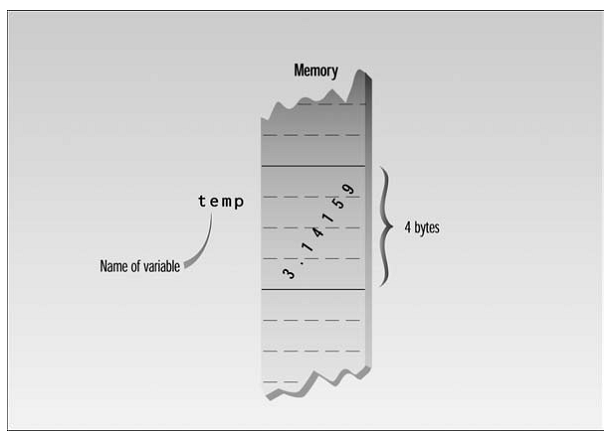 Memory
temp
3.14159
4 bytes
Name of variable